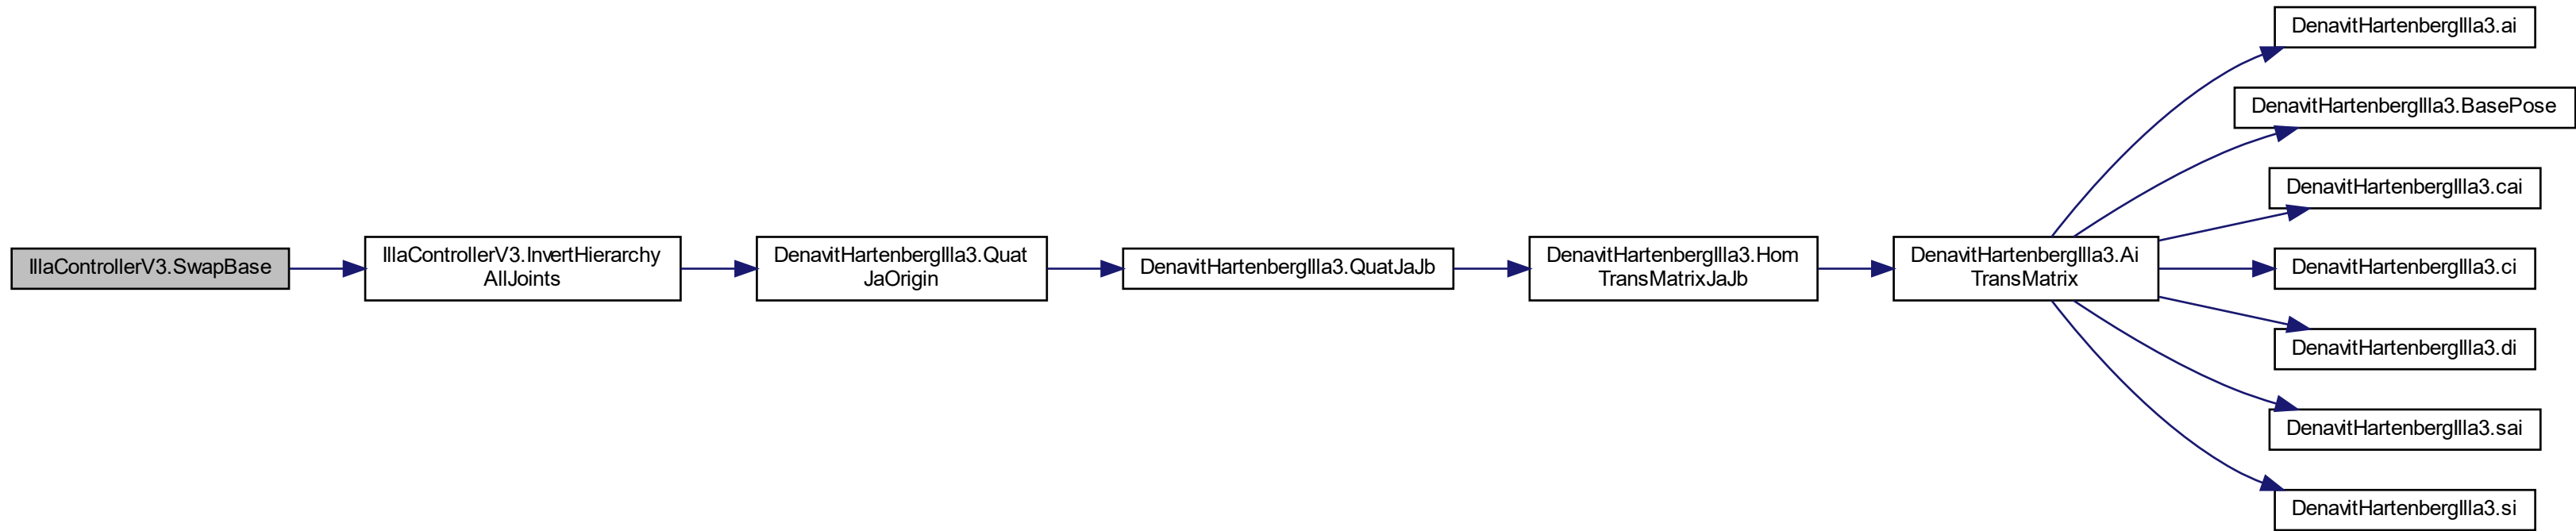 DenavitHartenbergIlla3.ai
DenavitHartenbergIlla3.BasePose
DenavitHartenbergIlla3.cai
IllaControllerV3.SwapBase
IllaControllerV3.InvertHierarchy
AllJoints
DenavitHartenbergIlla3.Quat
JaOrigin
DenavitHartenbergIlla3.QuatJaJb
DenavitHartenbergIlla3.Hom
TransMatrixJaJb
DenavitHartenbergIlla3.Ai
TransMatrix
DenavitHartenbergIlla3.ci
DenavitHartenbergIlla3.di
DenavitHartenbergIlla3.sai
DenavitHartenbergIlla3.si